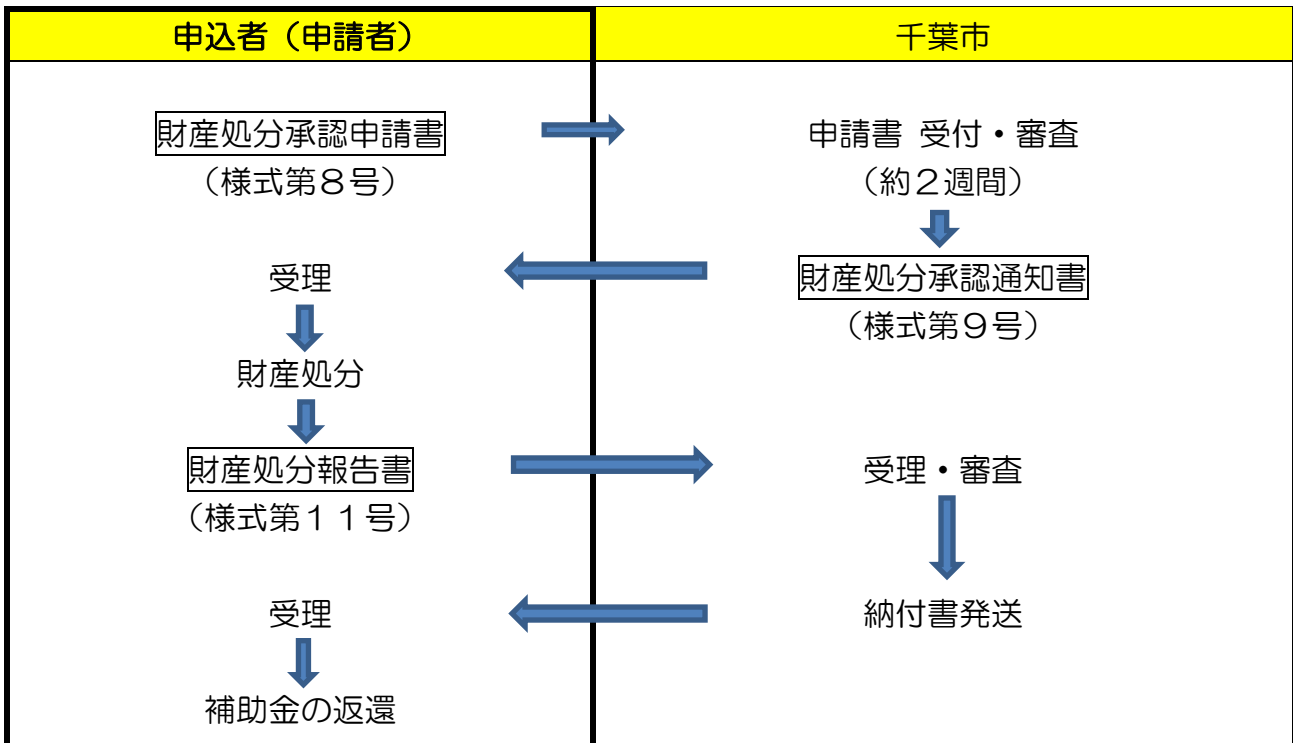 申込者（申請者）
千葉市
財産処分承認申請書
（様式第８号）
申請書 受付・審査
（約２週間）
財産処分承認通知書
（様式第９号）
受理
財産処分
財産処分報告書
（様式第１１号）
受理・審査
納付書発送
受理
補助金の返還